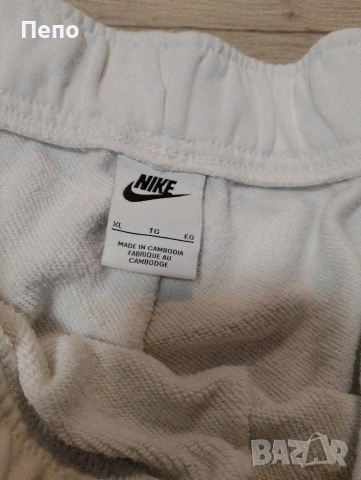 Пепо
NIKE
XL TG EG
MADE IN CAMBODIA
FABRIQUE AU
CAMBODGE
BAZAR